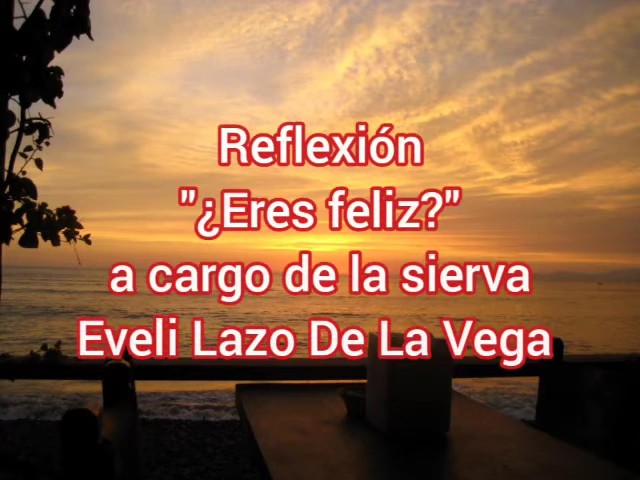 Reflexión
"¿Eres feliz?"
a cargo de la sierva
Eveli Lazo De La Vega